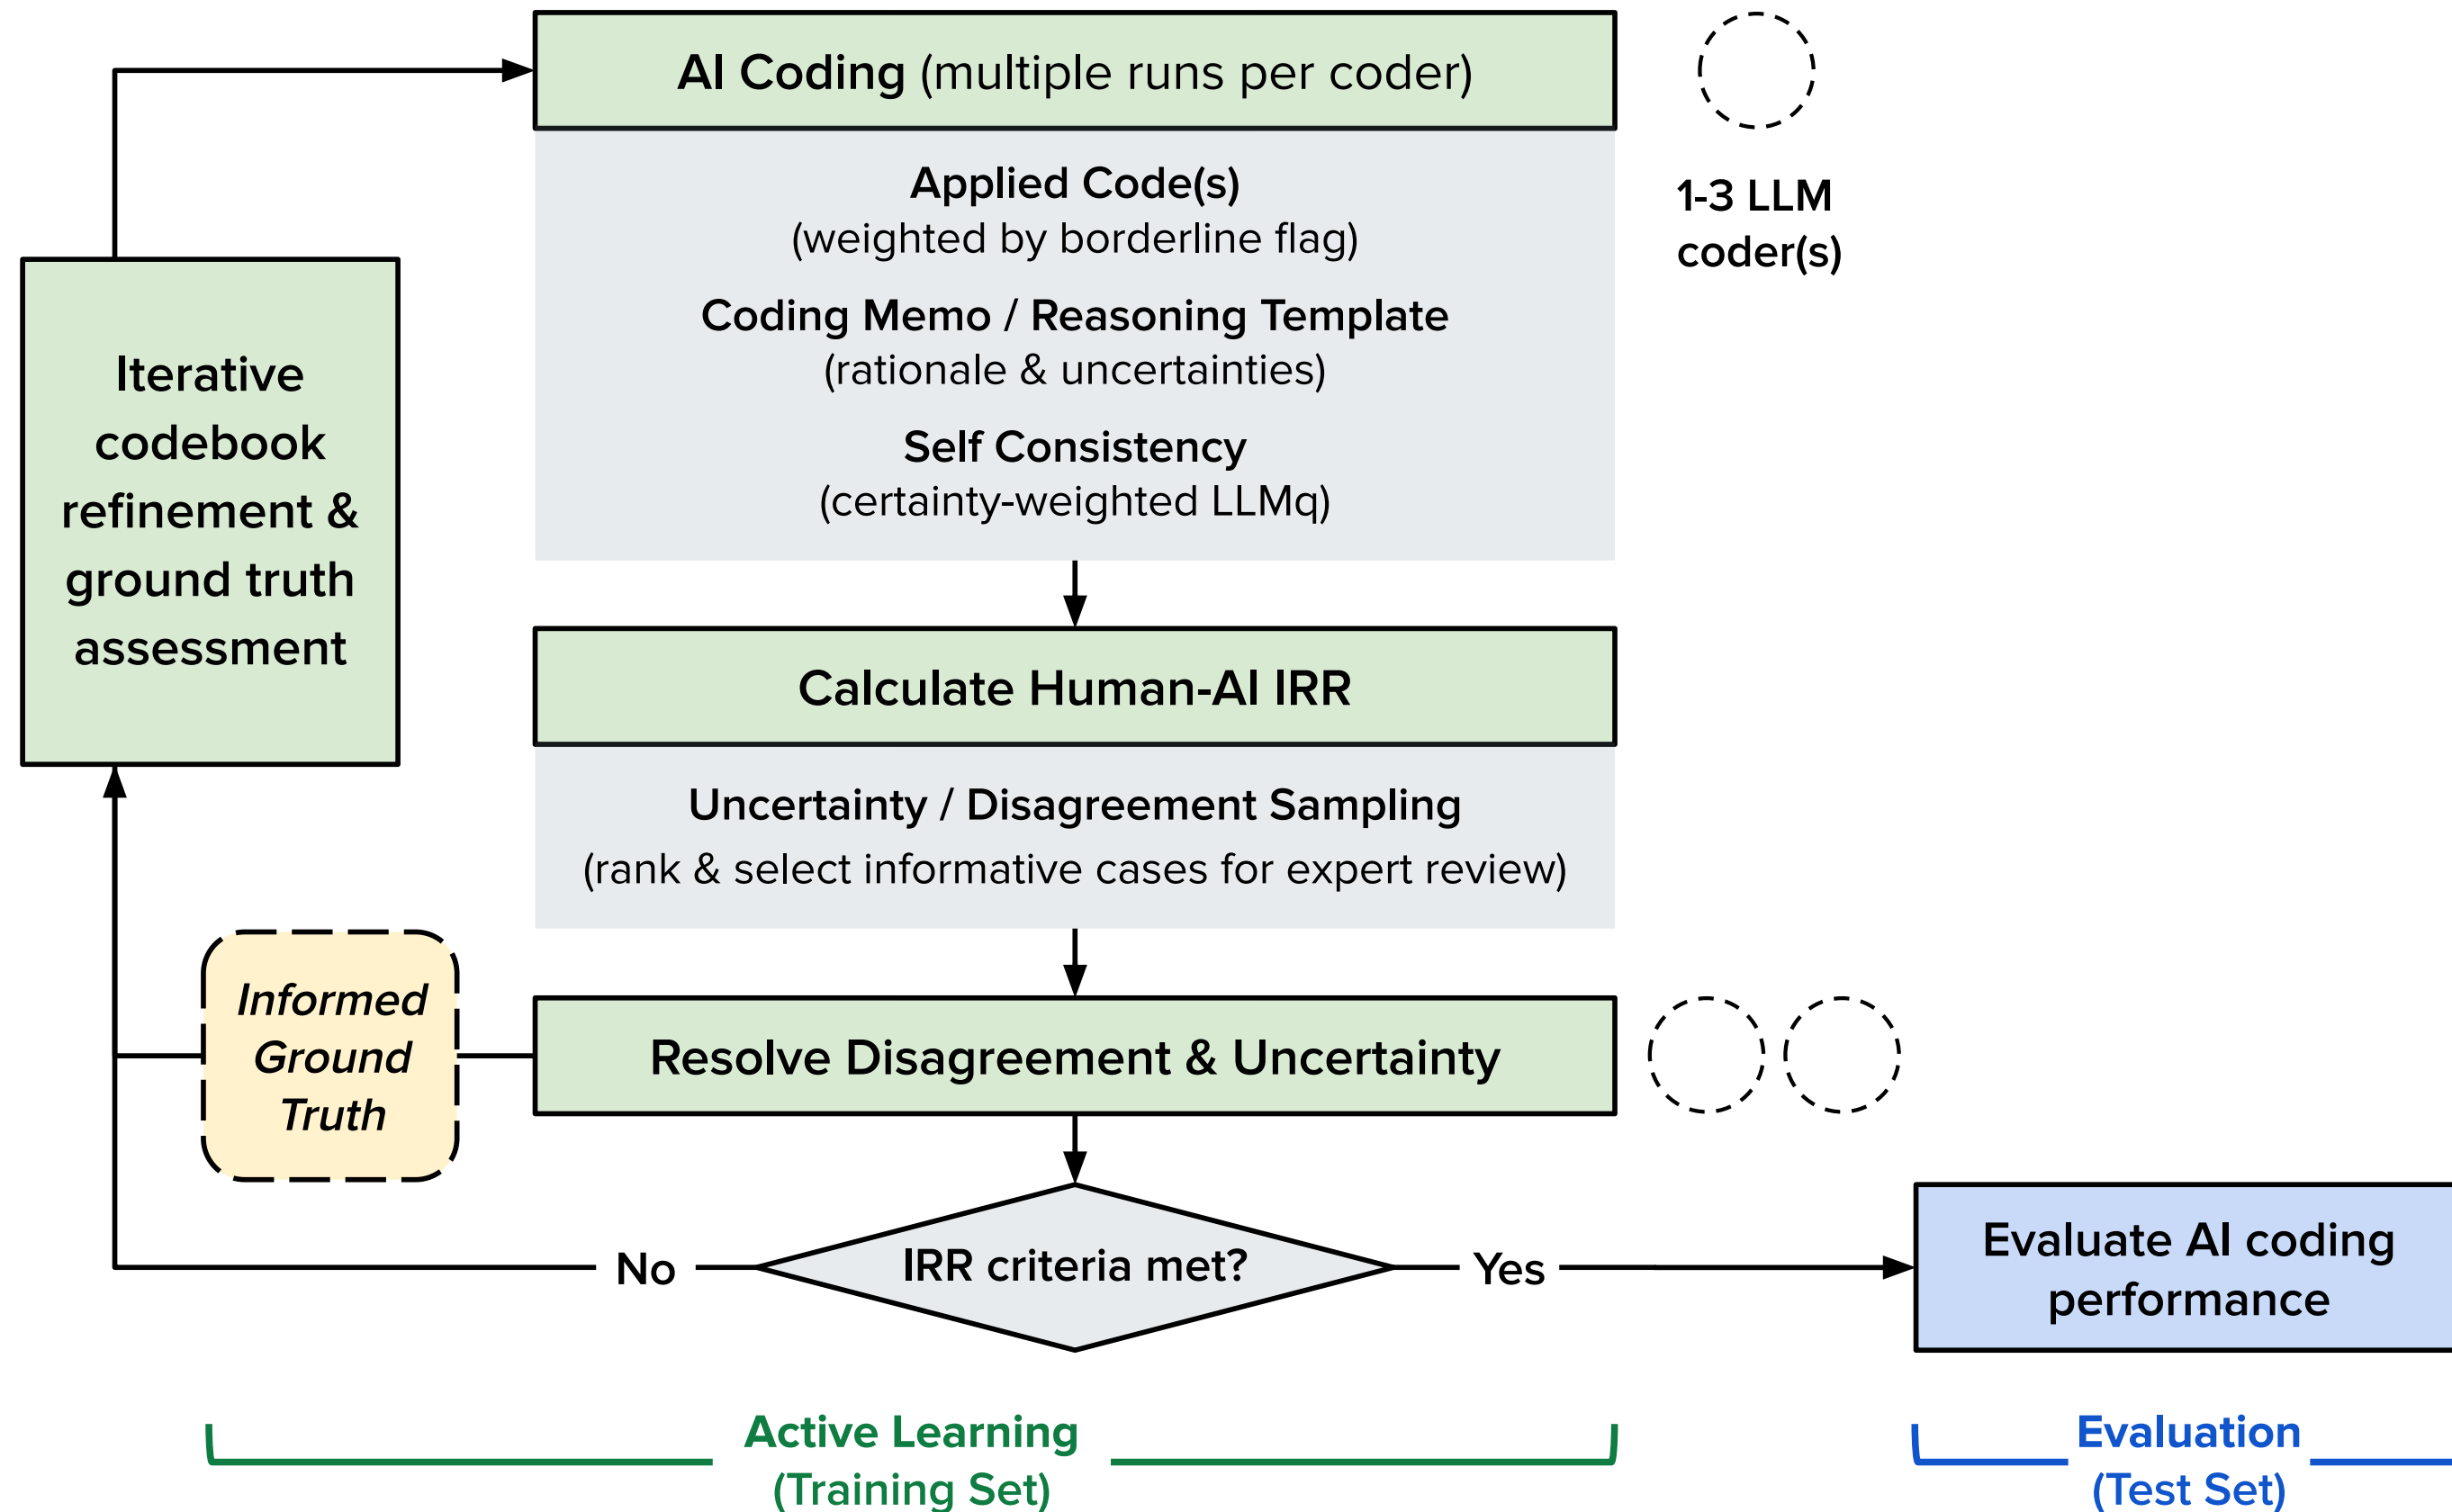 AI Coding (multiple runs per coder)
Applied Code(s)
(weighted by borderline flag)
Coding Memo / Reasoning Template
(rationale & uncertainties)
Self Consistency
(certainty-weighted LLMq)
1-3 LLM
coder(s)
Iterative
codebook
refinement &
ground truth
assessment
Calculate Human-AI IRR
Uncertainty / Disagreement Sampling
(rank & select informative cases for expert review)
Informed
Ground
Truth
Resolve Disagreement & Uncertainty
No
IRR criteria met?
Yes
Evaluate AI coding
performance
Active Learning
(Training Set)
Evaluation
(Test Set)